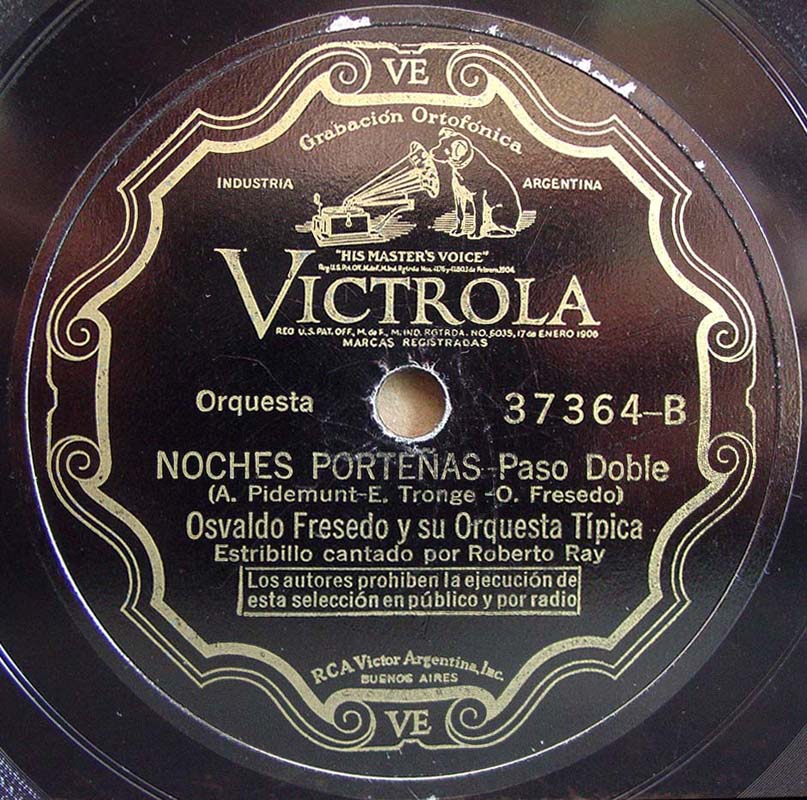 VE
Grabación Ortofónica
INDUSTRIA ARGENTINA
"HIS MASTER'S VOICE"
VICTROLA
REG U.S. PAT. OFF., M. de F., M. IND. RGTRDA. NO. 6035, 17 de ENERO 1906
MARCAS REGISTRADAS
Orquesta 37364-B
NOCHES PORTEÑAS-Paso Doble
(A. Pidemunt-E. Tronge-O. Fresedo)
Osvaldo Fresedo y su Orquesta Típica
Estribillo cantado por Roberto Ray
Los autores prohiben la ejecución de
esta selección en público y por radio
RCA Victor Argentina, Inc.
BUENOS AIRES
VE